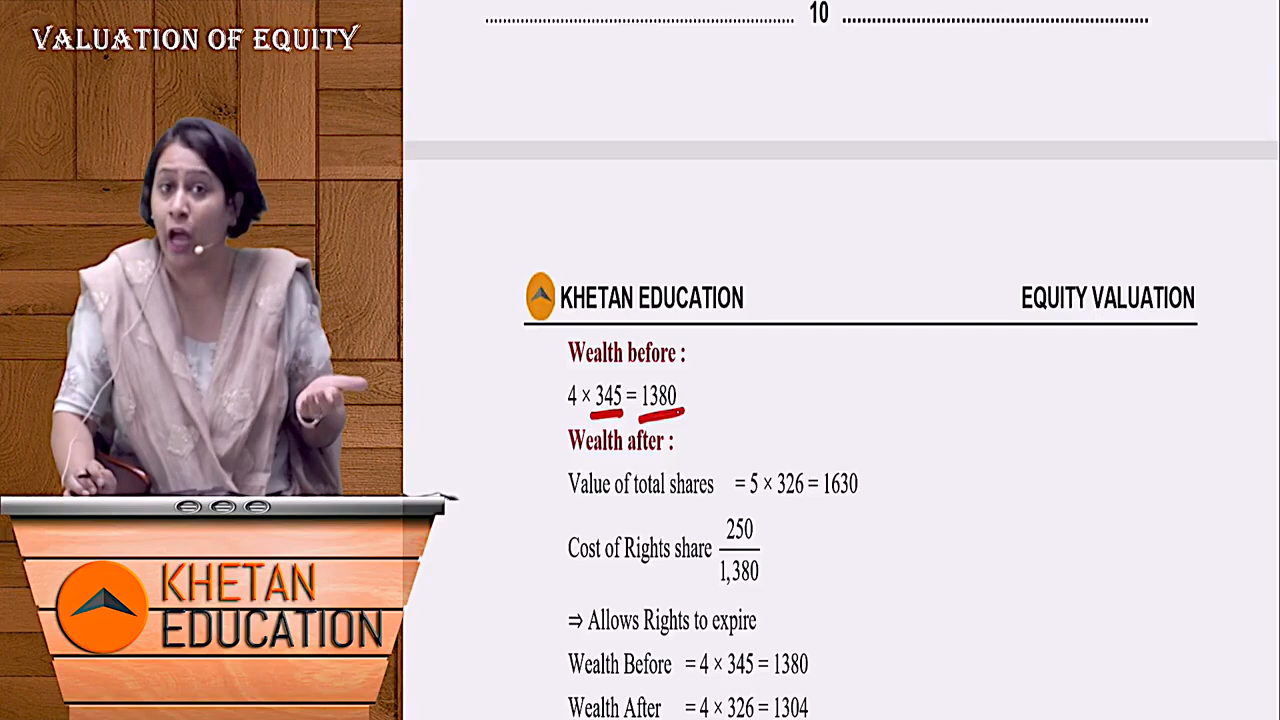 VALUATION OF EQUITY
10
KHETAN EDUCATION
EQUITY VALUATION
Wealth before :
4 × 345 = 1380
Wealth after :
Value of total shares = 5 × 326 = 1630
Cost of Rights share 250
1,380
⇒ Allows Rights to expire
Wealth Before = 4 × 345 = 1380
Wealth After = 4 × 326 = 1304
KHETAN
EDUCATION